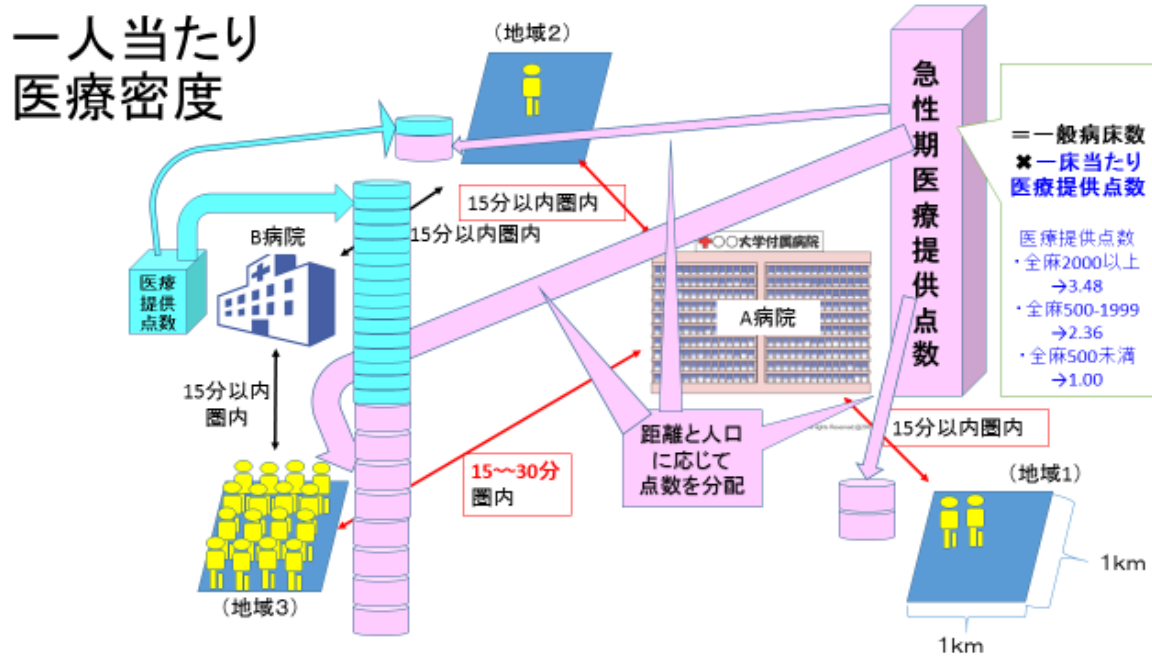 一人当たり
医療密度
(地域2)
急性期医療提供点数
=一般病床数
✖一床当たり
医療提供点数
医療提供点数
・全麻2000以上
→3.48
・全麻500-1999
→2.36
・全麻500未満
→1.00
15分以内圏内
15分以内圏内
B病院
医療
提供
点数
〇〇大学付属病院
A病院
15分以内
圏内
距離と人口
に応じて
点数を分配
15分以内圏内
15~~30分
圏内
(地域1)
(地域3)
1km
1km